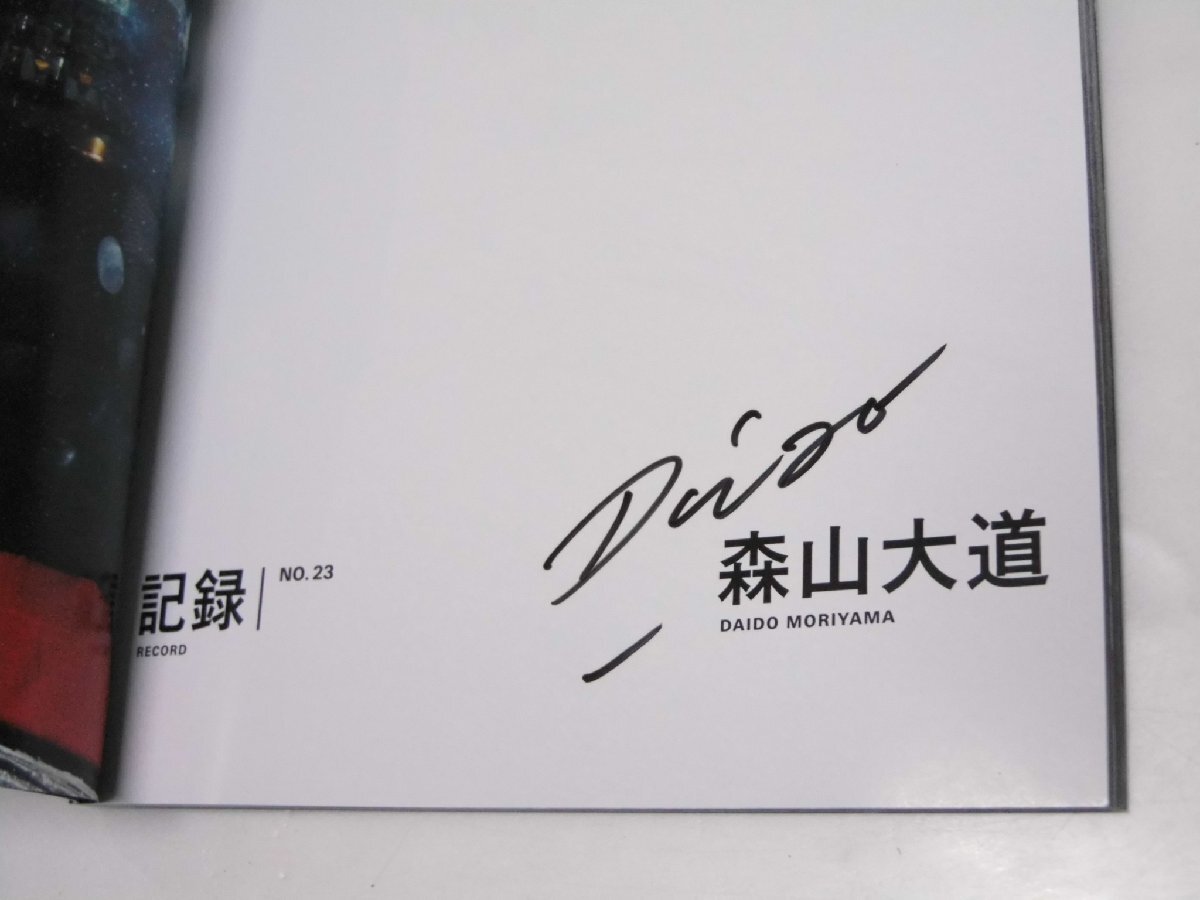 Daido
森山大道
DAIDO MORIYAMA
記録 NO. 23
RECORD